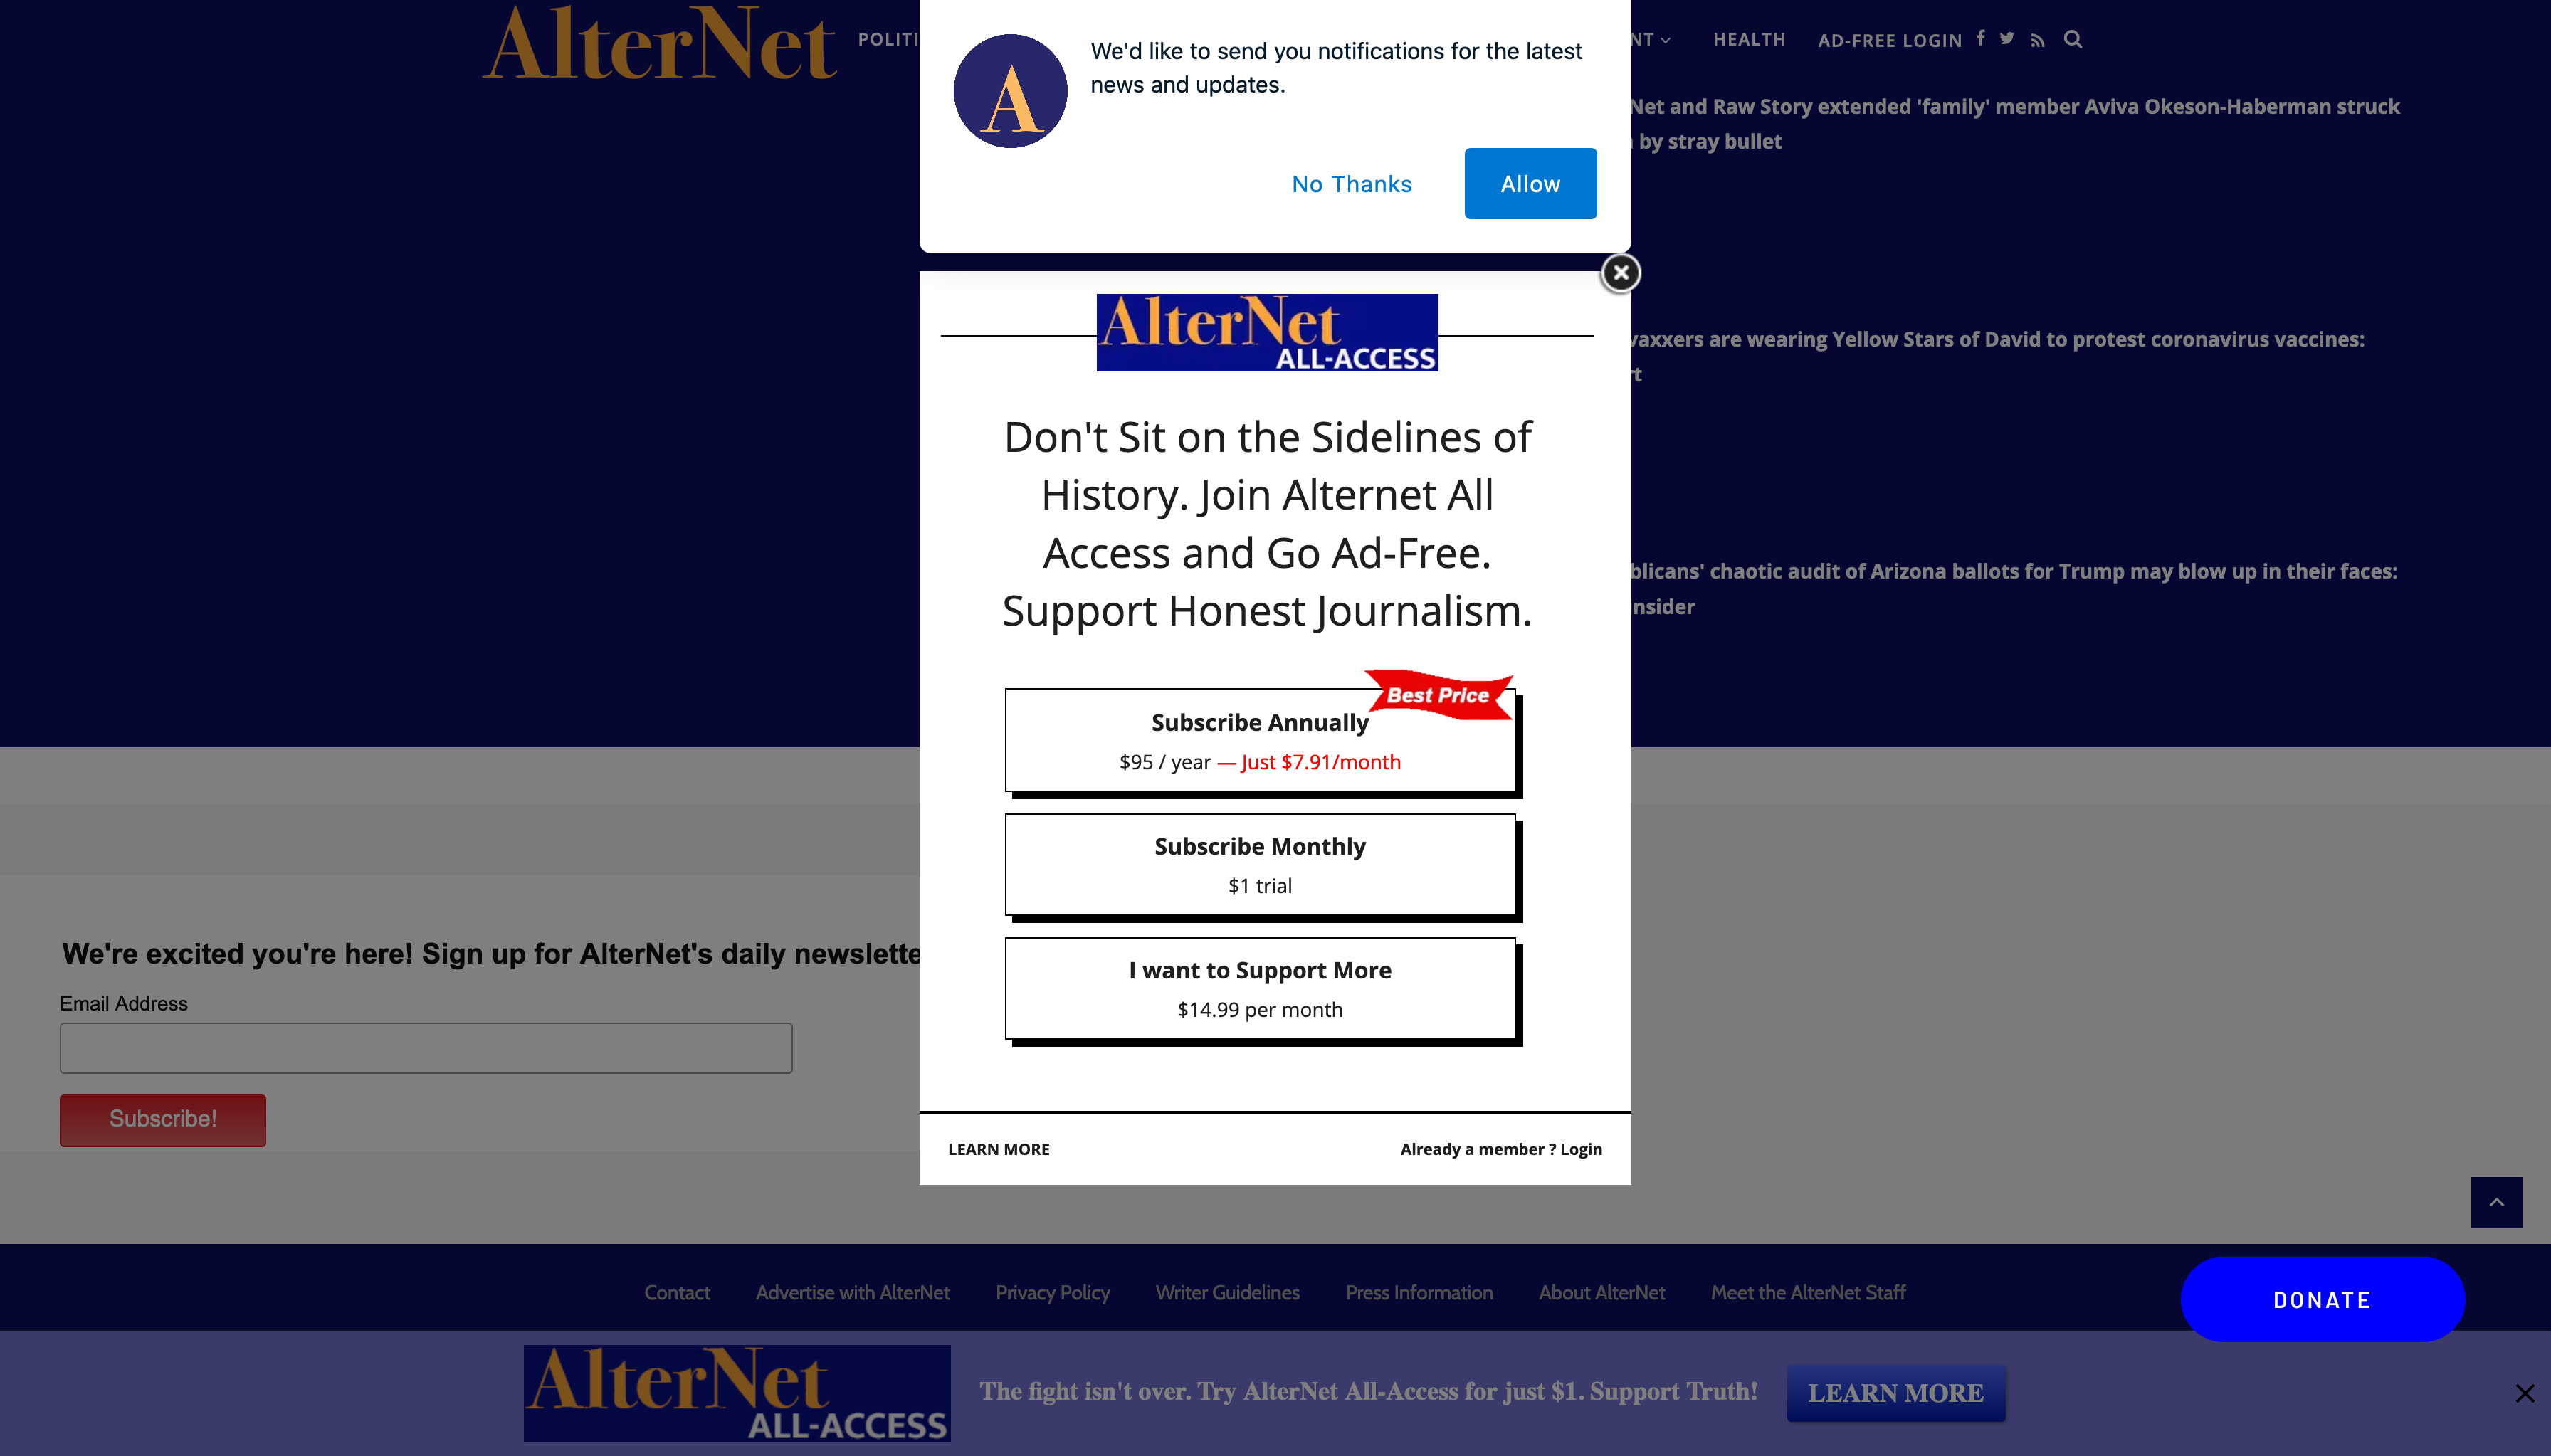 AlterNet
POLITI
NT
HEALTH
AD-FREE LOGIN
We'd like to send you notifications for the latest
news and updates.
No Thanks
Allow
Net and Raw Story extended 'family' member Aviva Okeson-Haberman struck
by stray bullet
vaxxers are wearing Yellow Stars of David to protest coronavirus vaccines:
rt
blicans' chaotic audit of Arizona ballots for Trump may blow up in their faces:
nsider
AlterNet
ALL-ACCESS
Don't Sit on the Sidelines of
History. Join Alternet All
Access and Go Ad-Free.
Support Honest Journalism.
Best Price
Subscribe Annually
$95 / year — Just $7.91/month
Subscribe Monthly
$1 trial
I want to Support More
$14.99 per month
LEARN MORE
Already a member ? Login
We're excited you're here! Sign up for AlterNet's daily newslette
Email Address
Subscribe!
Contact
Advertise with AlterNet
Privacy Policy
Writer Guidelines
Press Information
About AlterNet
Meet the AlterNet Staff
DONATE
AlterNet
ALL-ACCESS
The fight isn't over. Try AlterNet All-Access for just $1. Support Truth!
LEARN MORE